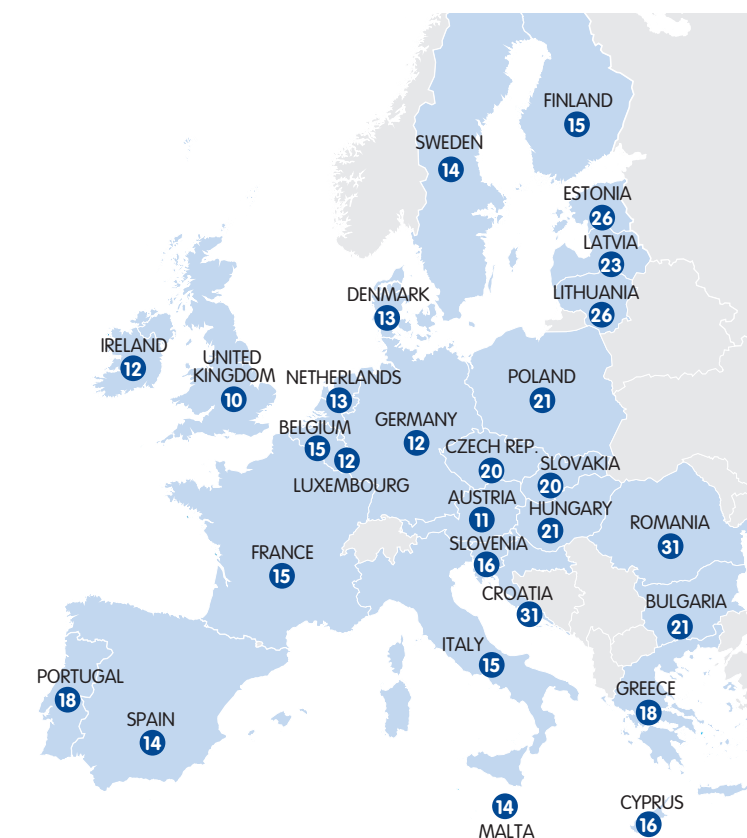 FINLAND
15
SWEDEN
14
ESTONIA
26
LATVIA
23
LITHUANIA
26
DENMARK
13
IRELAND
12
UNITED
KINGDOM
10
NETHERLANDS
13
POLAND
21
BELGIUM
15
GERMANY
12
LUXEMBOURG
12
CZECH REP.
20
SLOVAKIA
20
AUSTRIA
11
HUNGARY
21
ROMANIA
31
SLOVENIA
16
FRANCE
15
CROATIA
31
BULGARIA
21
ITALY
15
PORTUGAL
18
SPAIN
14
GREECE
18
14
MALTA
CYPRUS
16